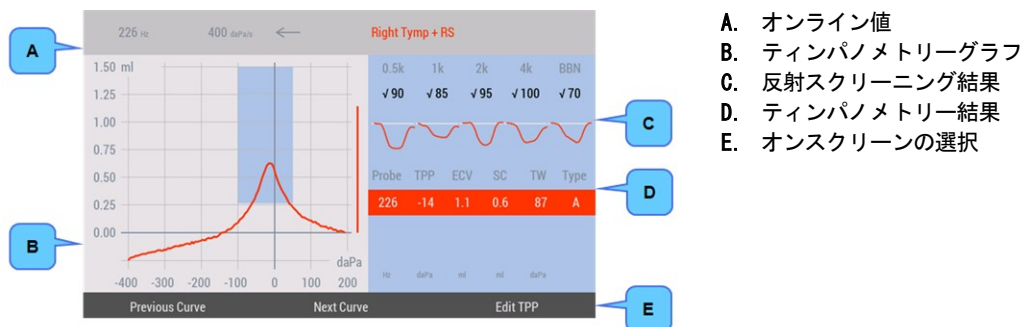 A
226 Hz 400 daPa/s ← Right Tymp + RS
1.50 ml
1.25
1.00
0.75
0.50
0.25
0.00
daPa
-400 -300 -200 -100 0 100 200
B
0.5k 1k 2k 4k BBN
√ 90 √ 85 √ 95 √ 100 √ 70
C
Probe TPP ECV SC TW Type
226 -14 1.1 0.6 87 A
D
Hz daPa ml ml daPa
Previous Curve Next Curve Edit TPP
E
A. オンライン値
B. ティンパノメトリーグラフ
C. 反射スクリーニング結果
D. ティンパノメトリー結果
E. オンスクリーンの選択